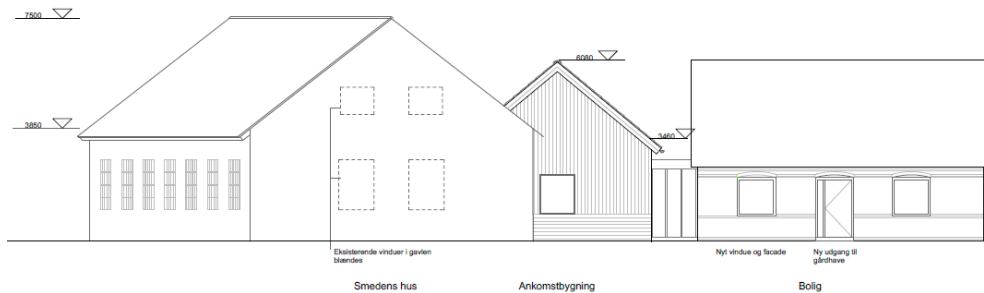 7500
6080
3850
3460
Eksisterende vinduer i gavlen
blændes
Nyt vindue og facade
Ny udgang til
gårdhave
Smedens hus
Ankomstbygning
Bolig